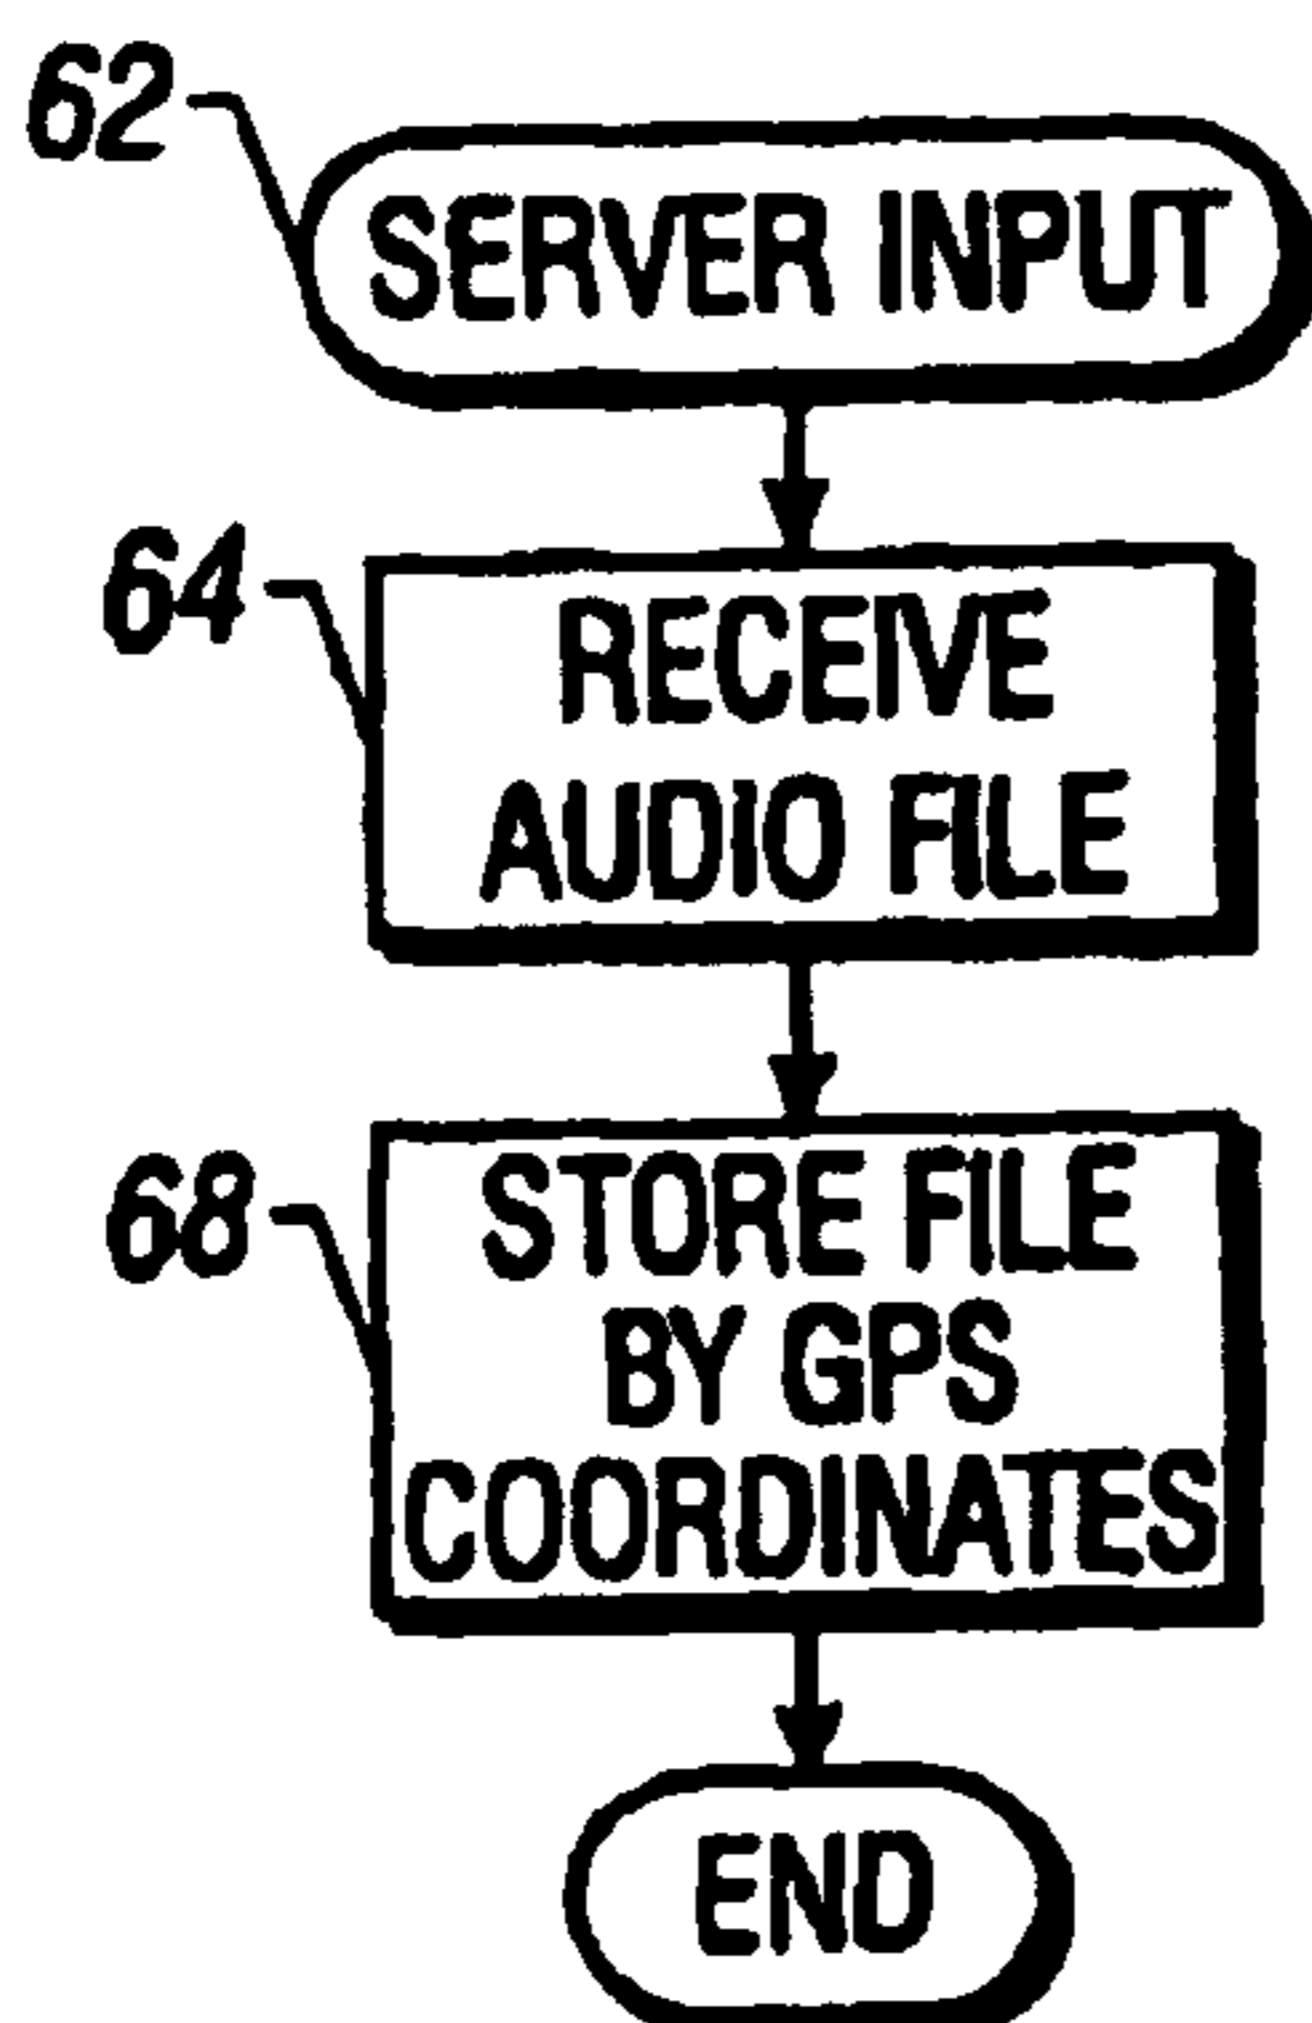 62
SERVER INPUT
64
RECEIVE
AUDIO FILE
68
STORE FILE
BY GPS
COORDINATES
END